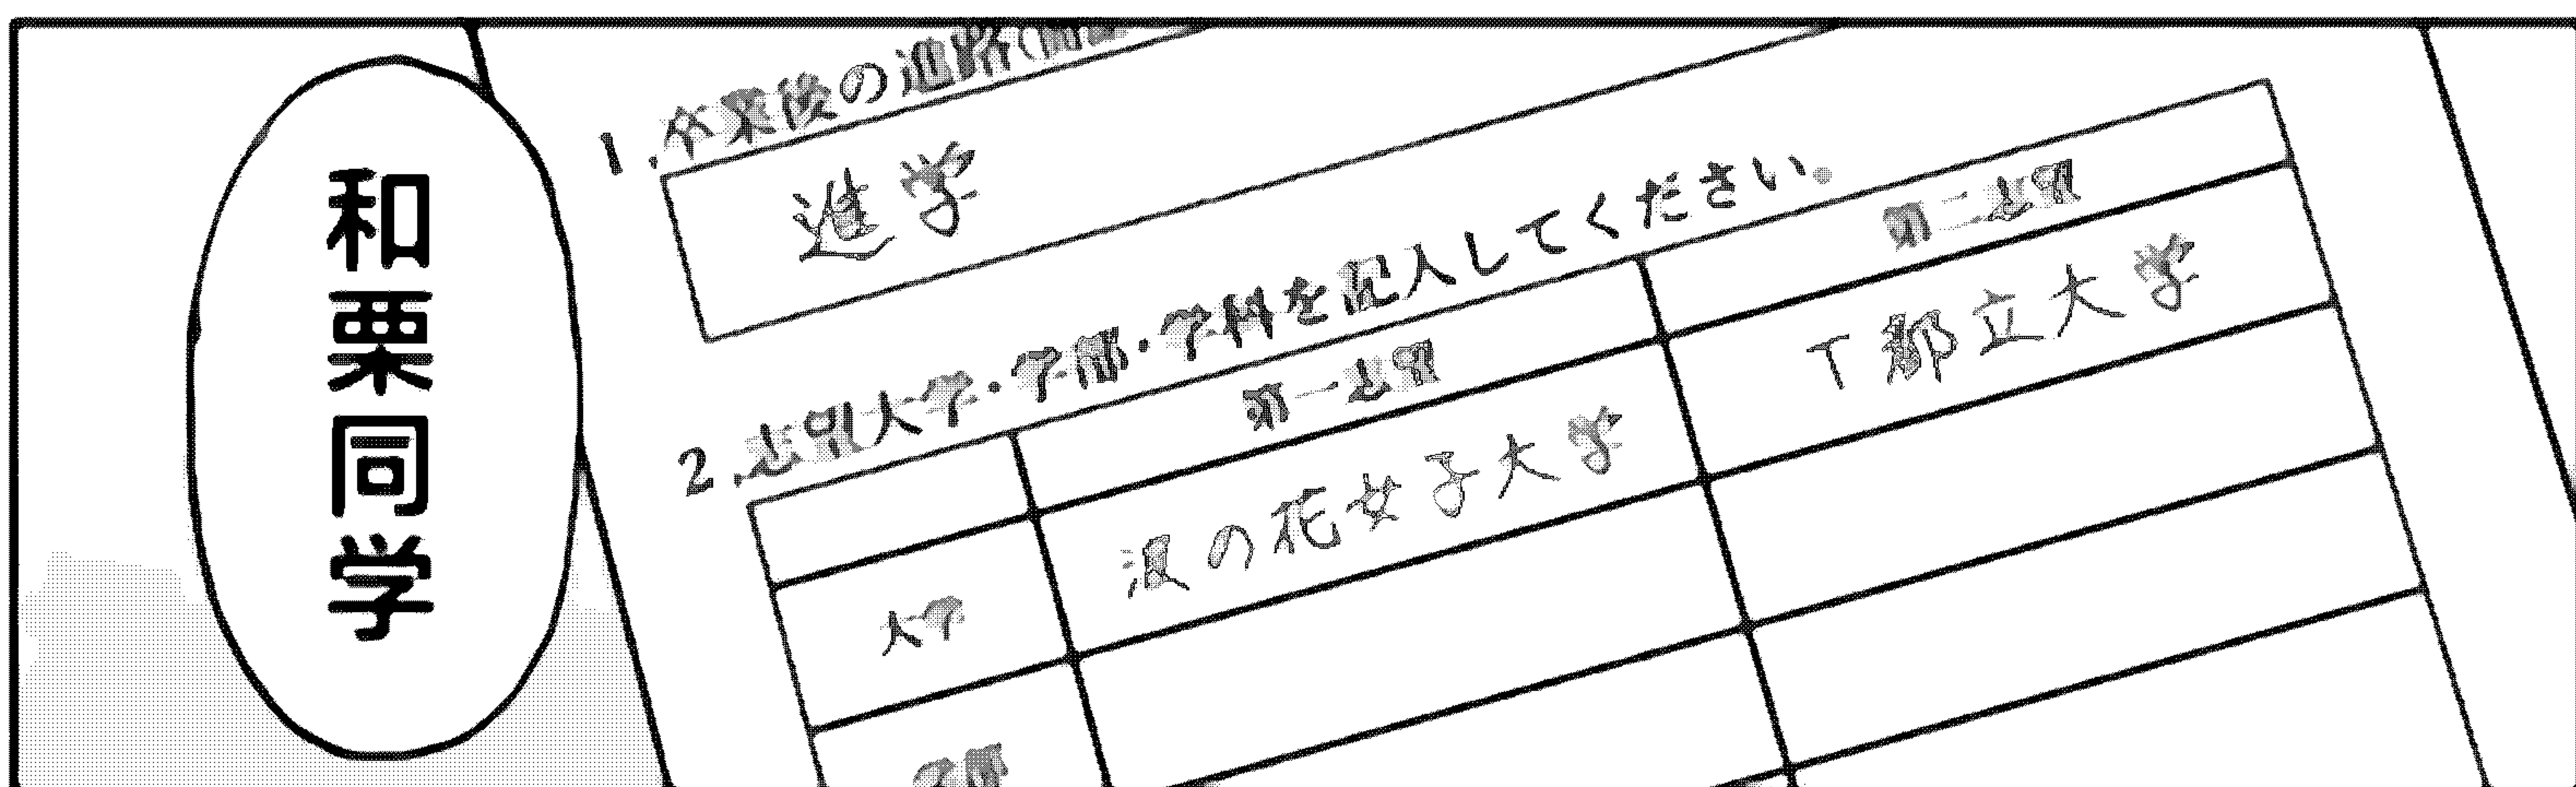 和栗同学
1.卒業後の進路
進学
2.志望大学・学部・学科を記入してください。
第一志望
第二志望
大学
浪の花女子大学
T都立大学
学部